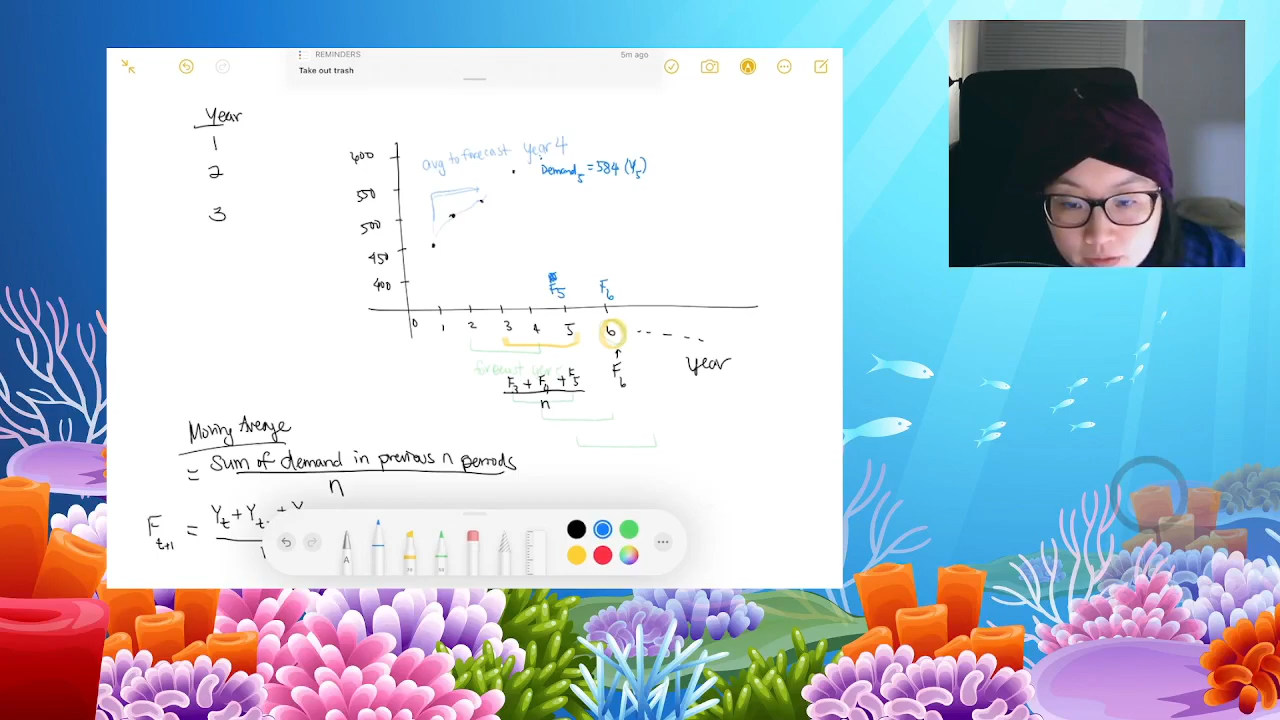 REMINDERS
5m ago
Take out trash
Year
1
2
3
600
550
500
450
400
avg to forecast year 4
Demand5 = 584 (Y5)
F5 F6
0 1 2 3 4 5 6
year
forecast
F6
F3 + F4 + F5
n
Moving Average
= Sum of demand in previous n periods
n
Ft+1 = Yt + Yt- + Y
A